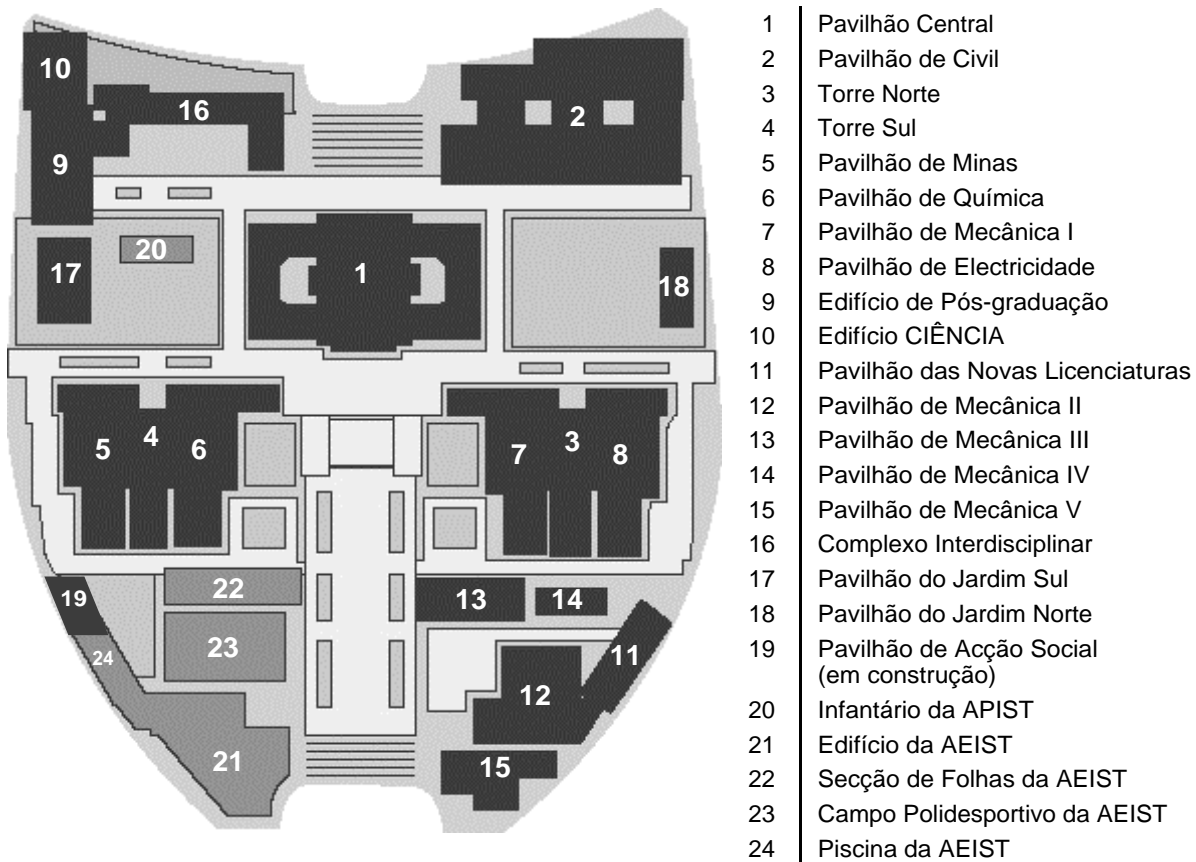 10
16
2
9
20
17
1
18
5
4
6
7
3
8
22
19
13
14
23
24
11
12
21
15
1 Pavilhão Central
2 Pavilhão de Civil
3 Torre Norte
4 Torre Sul
5 Pavilhão de Minas
6 Pavilhão de Química
7 Pavilhão de Mecânica I
8 Pavilhão de Electricidade
9 Edifício de Pós-graduação
10 Edifício CIÊNCIA
11 Pavilhão das Novas Licenciaturas
12 Pavilhão de Mecânica II
13 Pavilhão de Mecânica III
14 Pavilhão de Mecânica IV
15 Pavilhão de Mecânica V
16 Complexo Interdisciplinar
17 Pavilhão do Jardim Sul
18 Pavilhão do Jardim Norte
19 Pavilhão de Acção Social
(em construção)
20 Infantário da APIST
21 Edifício da AEIST
22 Secção de Folhas da AEIST
23 Campo Polidesportivo da AEIST
24 Piscina da AEIST